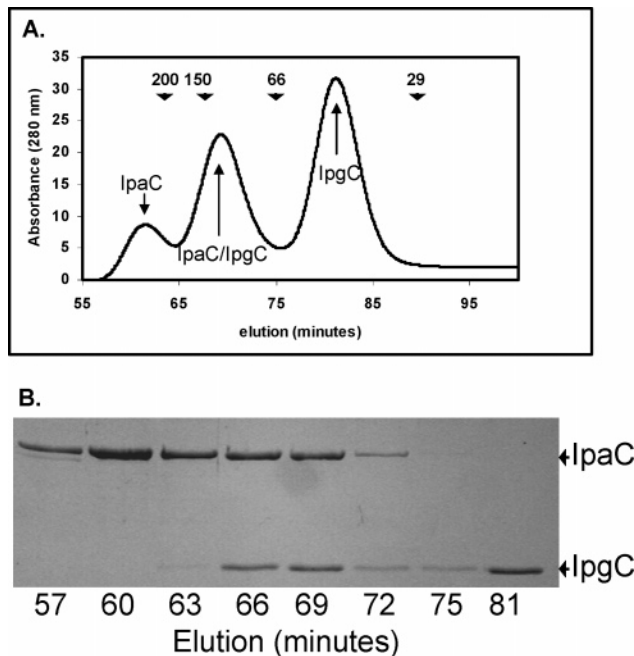 A.
35
30
25
20
15
10
5
0
Absorbance (280 nm)
200 150 66 29
IpaC
IpaC/IpgC
IpgC
55 65 75 85 95
elution (minutes)
B.
IpaC
IpgC
57 60 63 66 69 72 75 81
Elution (minutes)